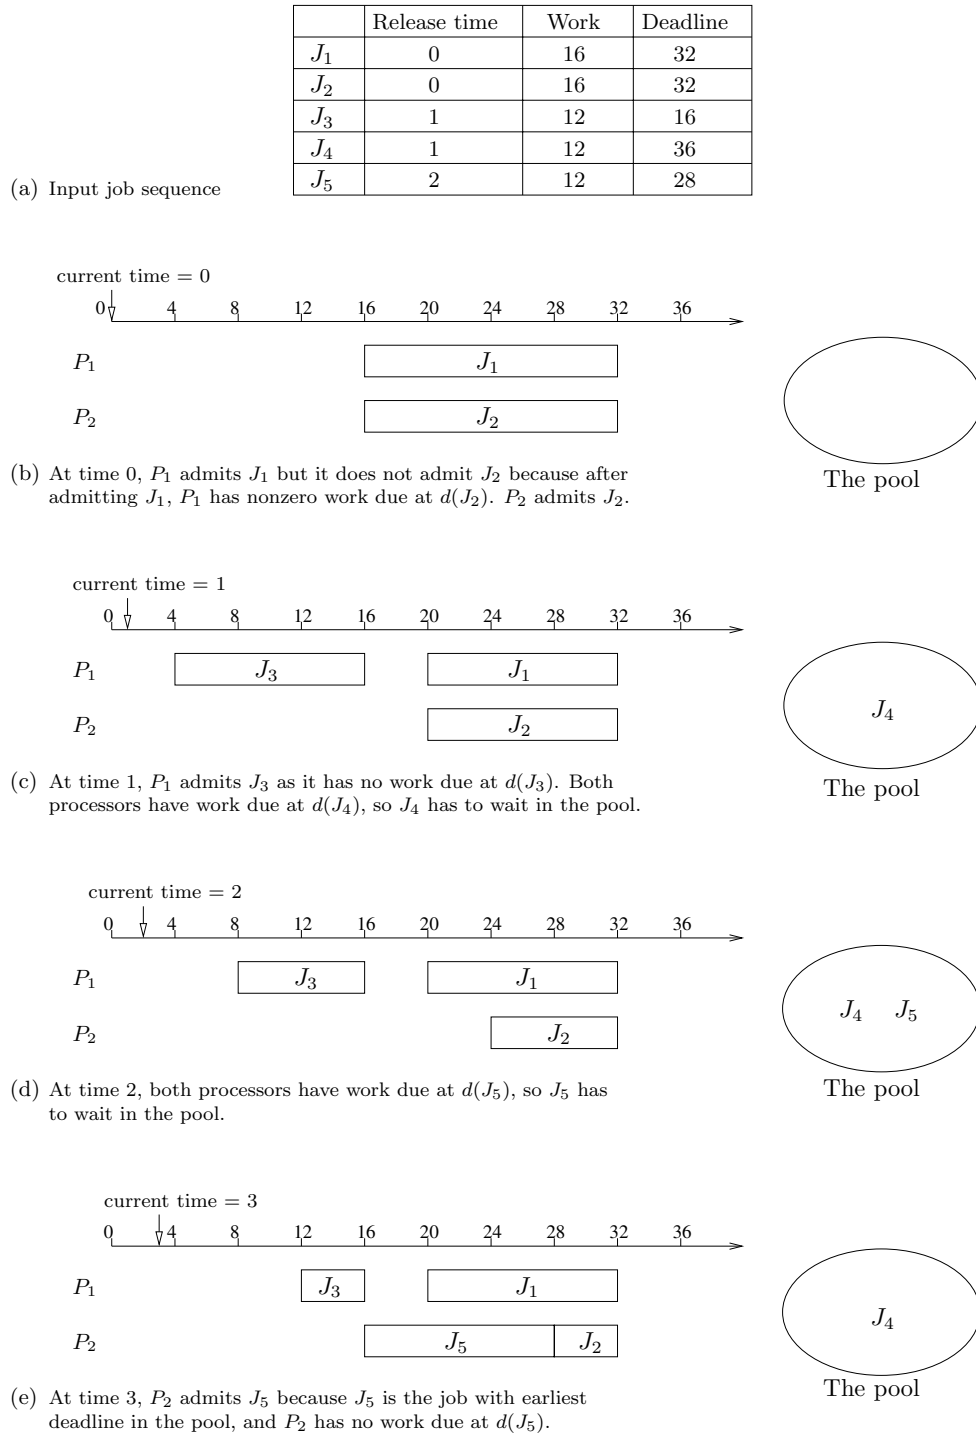 Release time Work Deadline
J1 0 16 32
J2 0 16 32
J3 1 12 16
J4 1 12 36
J5 2 12 28
(a) Input job sequence
current time = 0
0 4 8 12 16 20 24 28 32 36
P1 J1
P2 J2
The pool
(b) At time 0, P1 admits J1 but it does not admit J2 because after
admitting J1, P1 has nonzero work due at d(J2). P2 admits J2.
current time = 1
0 4 8 12 16 20 24 28 32 36
P1 J3 J1
P2 J2
J4
The pool
(c) At time 1, P1 admits J3 as it has no work due at d(J3). Both
processors have work due at d(J4), so J4 has to wait in the pool.
current time = 2
0 4 8 12 16 20 24 28 32 36
P1 J3 J1
P2 J2
J4 J5
The pool
(d) At time 2, both processors have work due at d(J5), so J5 has
to wait in the pool.
current time = 3
0 4 8 12 16 20 24 28 32 36
P1 J3 J1
P2 J5 J2
J4
The pool
(e) At time 3, P2 admits J5 because J5 is the job with earliest
deadline in the pool, and P2 has no work due at d(J5).